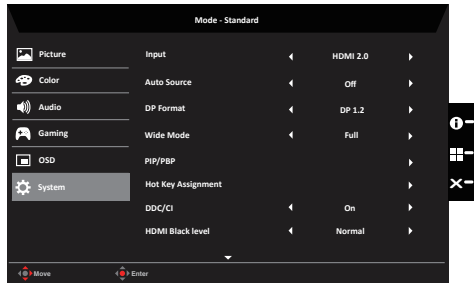 Mode - Standard
Picture
Color
Audio
Gaming
OSD
System
Input HDMI 2.0
Auto Source Off
DP Format DP 1.2
Wide Mode Full
PIP/PBP
Hot Key Assignment
DDC/CI On
HDMI Black level Normal
Move Enter